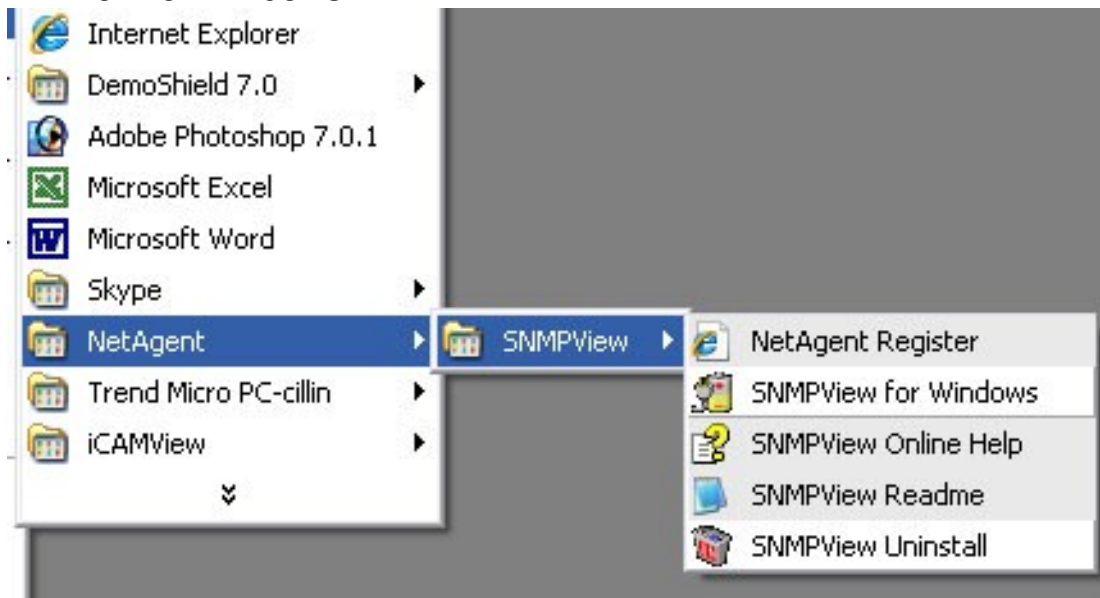 Internet Explorer
DemoShield 7.0
Adobe Photoshop 7.0.1
Microsoft Excel
Microsoft Word
Skype
NetAgent
Trend Micro PC-cillin
iCAMView
SNMPView
NetAgent Register
SNMPView for Windows
SNMPView Online Help
SNMPView Readme
SNMPView Uninstall